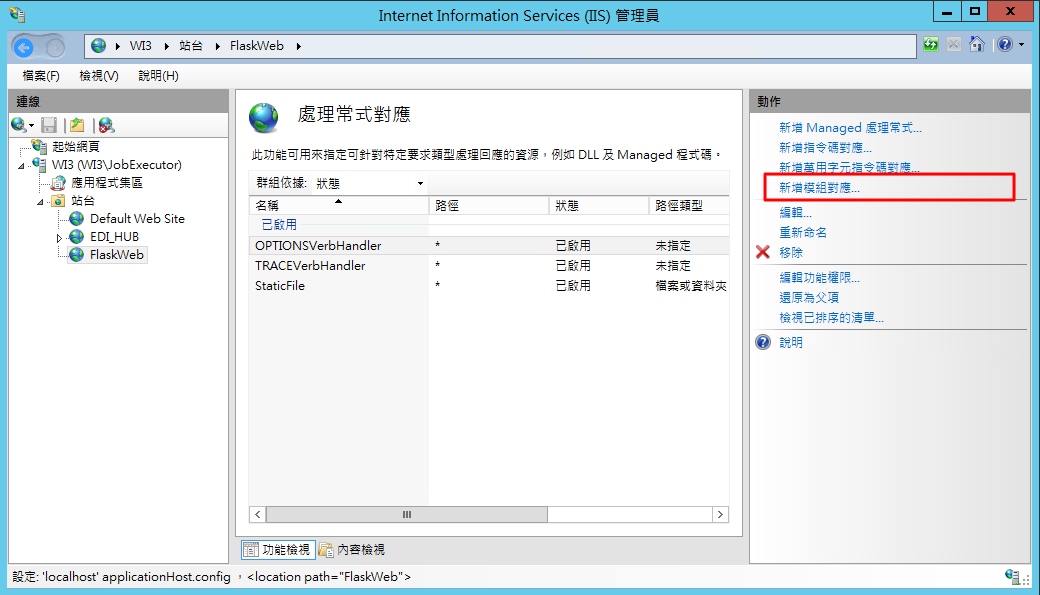 Internet Information Services (IIS) 管理員
WI3 站台 FlaskWeb
檔案(F) 檢視(V) 說明(H)
連線
起始網頁
WI3 (WI3\JobExecutor)
應用程式集區
站台
Default Web Site
EDI_HUB
FlaskWeb
處理常式對應
此功能可用來指定可針對特定要求類型處理回應的資源，例如 DLL 及 Managed 程式碼。
群組依據: 狀態
名稱 路徑 狀態 路徑類型
已啟用
OPTIONSVerbHandler * 已啟用 未指定
TRACEVerbHandler * 已啟用 未指定
StaticFile * 已啟用 檔案或資料夾
功能檢視 內容檢視
動作
新增 Managed 處理常式...
新增指令碼對應...
新增萬用字元指令碼對應...
新增模組對應...
編輯...
重新命名
移除
編輯功能權限...
還原為父項
檢視已排序的清單...
說明
設定: 'localhost' applicationHost.config ，<location path="FlaskWeb">